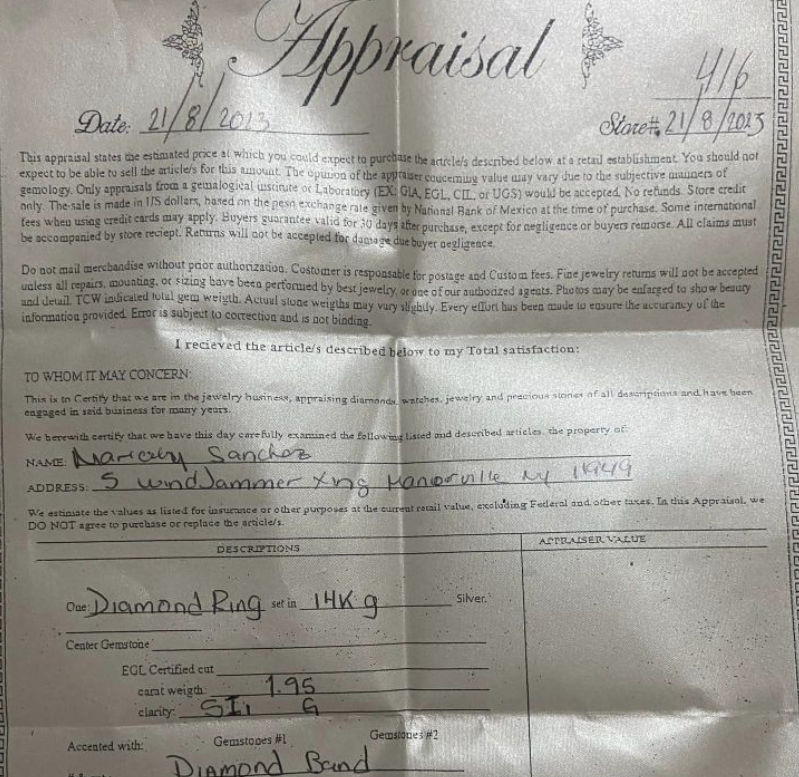 Appraisal
416
Date: 21/8/2023
Store#: 21/8/2023
This appraisal states the estimated price at which you could expect to purchase the article/s described below at a retail establishment. You should not
expect to be able to sell the article/s for this amount. The opinion of the appraiser concerning value may vary due to the subjective manners of
gemology. Only appraisals from a gemalogical institute or Laboratory (EX: GIA, EGL, CIL, or UGS) would be accepted. No refunds. Store credit
only. The sale is made in US dollars, based on the peso exchange rate given by National Bank of Mexico at the time of purchase. Some international
fees when using credit cards may apply. Buyers guarantee valid for 30 days after purchase, except for negligence or buyers remorse. All claims must
be accompanied by store reciept. Returns will not be accepted for damage due buyer negligence.
Do not mail merchandise without prior authorization. Costomer is responsable for postage and Custom fees. Fine jewelry returns will not be accepted
unless all repairs, mounting, or sizing have been performed by best jewelry, or one of our authorized agents. Photos may be enlarged to show beauty
and detail. TCW indicated total gem weigth. Actual stone weigths may vary slightly. Every effort has been made to ensure the accurancy of the
information provided. Error is subject to correction and is not binding.
I recieved the article/s described below to my Total satisfaction:
TO WHOM IT MAY CONCERN:
This is to Certify that we are in the jewelry business, appraising diamonds, watches, jewelry and precious stones of all descriptions and have been
engaged in said business for many years.
We herewith certify that we have this day carefully examined the following listed and described articles, the property of:
NAME: Maricely Sanchez
ADDRESS: 5 WindJammer Xing Manorville NY 11949
We estimate the values as listed for insurance or other purposes at the current retail value, excluding Federal and other taxes. In this Appraisal, we
DO NOT agree to purchase or replace the article/s.
DESCRIPTIONS
APPRAISER VALUE
One: Diamond Ring set in 14K g Silver.
Center Gemstone
EGL Certified cut
carat weigth: 1.95
clarity: SI1 G
Accented with: Gemstones #1 Gemstones #2
Diamond Band